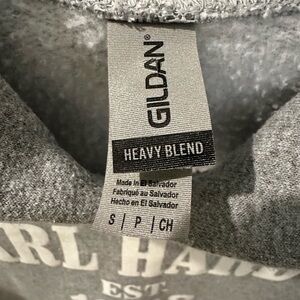 GILDAN
HEAVY BLEND
Made in El Salvador
Fabriqué au Salvador
Hecho en El Salvador
S | P | CH
EST